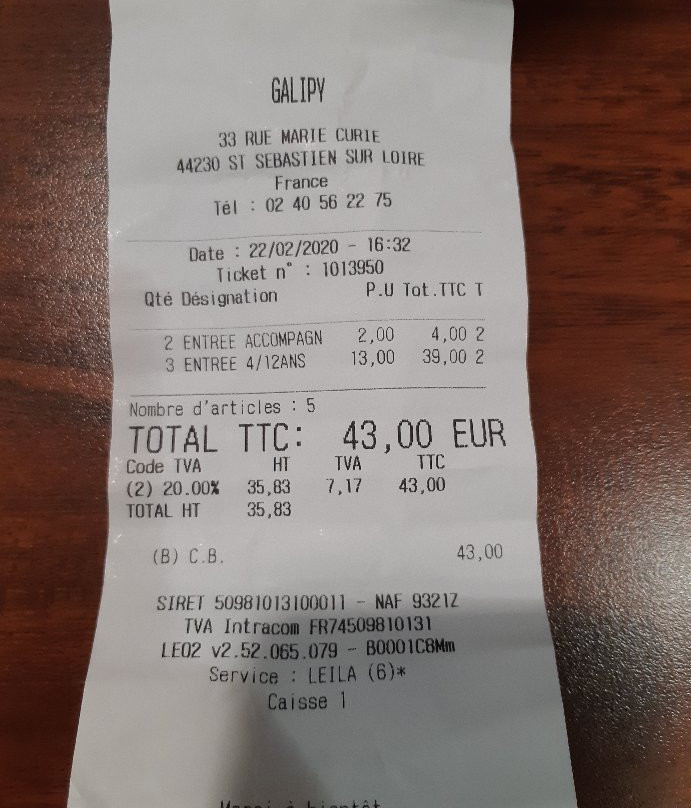 GALIPY
33 RUE MARIE CURIE
44230 ST SEBASTIEN SUR LOIRE
France
Tél : 02 40 56 22 75
Date : 22/02/2020 - 16:32
Ticket n° : 1013950
Qté Désignation P.U Tot.TTC T
2 ENTREE ACCOMPAGN 2,00 4,00 2
3 ENTREE 4/12ANS 13,00 39,00 2
Nombre d'articles : 5
TOTAL TTC: 43,00 EUR
Code TVA HT TVA TTC
(2) 20.00% 35,83 7,17 43,00
TOTAL HT 35,83
(B) C.B. 43,00
SIRET 50981013100011 - NAF 9321Z
TVA Intracom FR74509810131
LEO2 v2.52.065.079 - B0001C8Mm
Service : LEILA (6)*
Caisse 1
à bientôt